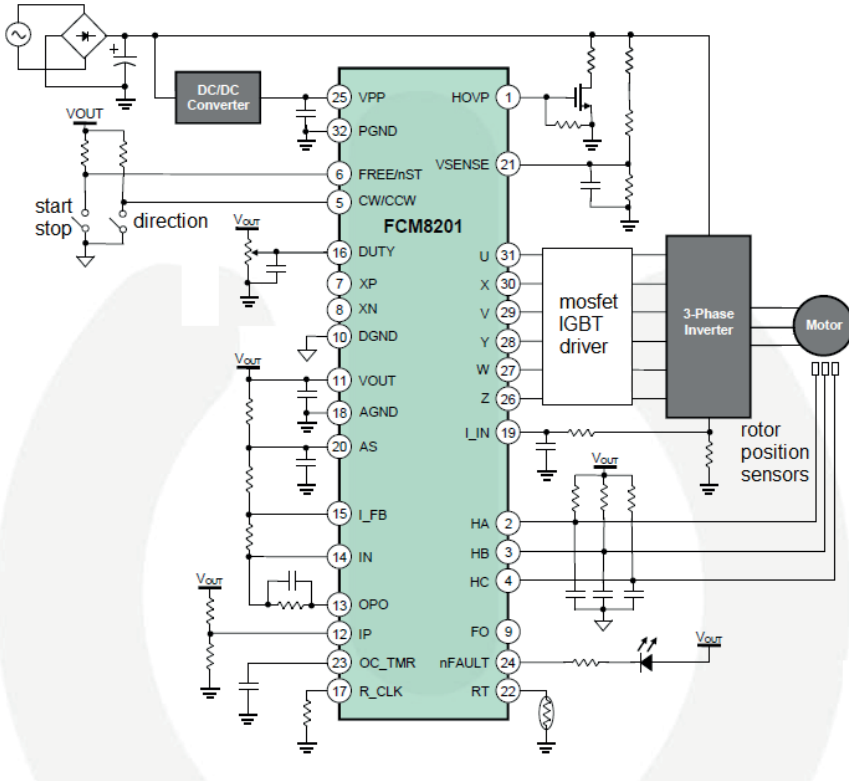 DC/DC
Converter
VOUT
start
stop
direction
VOUT
FCM8201
25 VPP
32 PGND
6 FREE/nST
5 CW/CCW
16 DUTY
7 XP
8 XN
10 DGND
VOUT
11 VOUT
18 AGND
20 AS
15 I_FB
14 IN
13 OPO
VOUT
12 IP
23 OC_TMR
17 R_CLK
HOVP 1
VSENSE 21
U 31
X 30
V 29
Y 28
W 27
Z 26
I_IN 19
HA 2
HB 3
HC 4
FO 9
nFAULT 24
RT 22
mosfet
IGBT
driver
3-Phase
Inverter
Motor
rotor
position
sensors
VOUT
VOUT